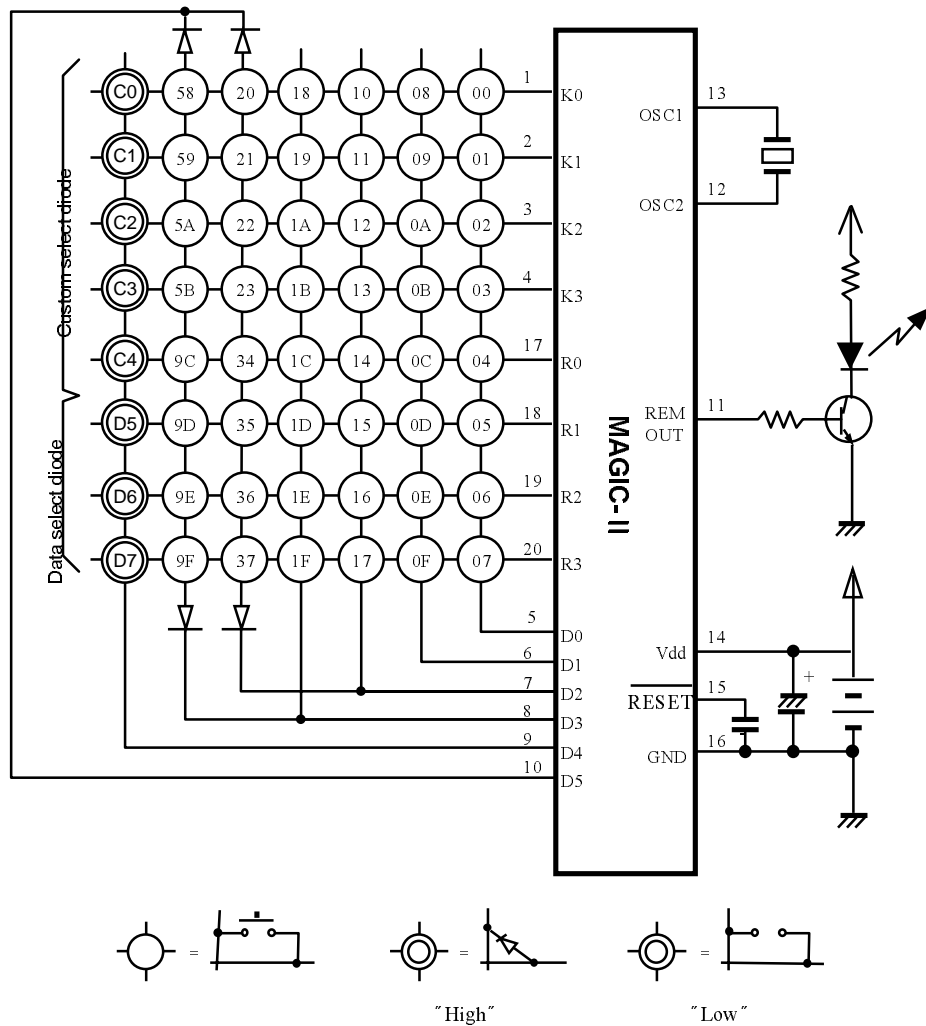 C0 58 20 18 10 08 00 1 K0
C1 59 21 19 11 09 01 2 K1
C2 5A 22 1A 12 0A 02 3 K2
C3 5B 23 1B 13 0B 03 4 K3
C4 9C 34 1C 14 0C 04 17 R0
D5 9D 35 1D 15 0D 05 18 R1
D6 9E 36 1E 16 0E 06 19 R2
D7 9F 37 1F 17 0F 07 20 R3
Custom select diode
Data select diode
5 D0
6 D1
7 D2
8 D3
9 D4
10 D5
MAGIC- II
OSC1 13
OSC2 12
REM 11
OUT
Vdd 14
+
RESET 15
GND 16
=
=
=
"High"
"Low"